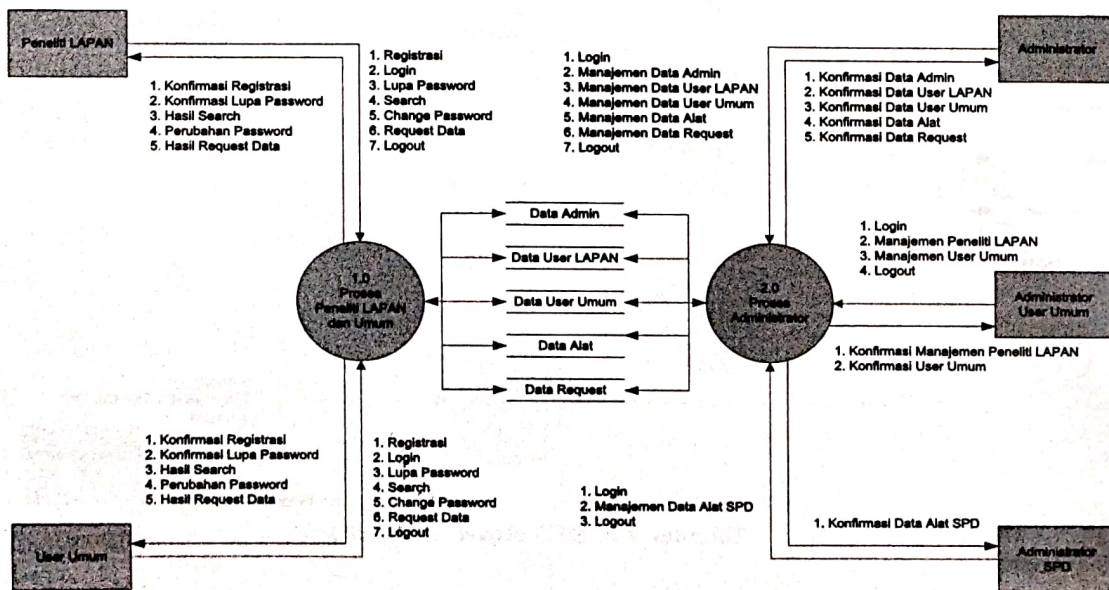 Peneliti LAPAN
1. Registrasi
2. Login
3. Lupa Password
4. Search
5. Change Password
6. Request Data
7. Logout
1. Konfirmasi Registrasi
2. Konfirmasi Lupa Password
3. Hasil Search
4. Perubahan Password
5. Hasil Request Data
1. Login
2. Manajemen Data Admin
3. Manajemen Data User LAPAN
4. Manajemen Data User Umum
5. Manajemen Data Alat
6. Manajemen Data Request
7. Logout
Administrator
1. Konfirmasi Data Admin
2. Konfirmasi Data User LAPAN
3. Konfirmasi Data User Umum
4. Konfirmasi Data Alat
5. Konfirmasi Data Request
1.0
Proses
Peneliti LAPAN
dan Umum
Data Admin
Data User LAPAN
Data User Umum
Data Alat
Data Request
2.0
Proses
Administrator
1. Login
2. Manajemen Peneliti LAPAN
3. Manajemen User Umum
4. Logout
Administrator
User Umum
1. Konfirmasi Manajemen Peneliti LAPAN
2. Konfirmasi User Umum
1. Konfirmasi Registrasi
2. Konfirmasi Lupa Password
3. Hasil Search
4. Perubahan Password
5. Hasil Request Data
1. Registrasi
2. Login
3. Lupa Password
4. Search
5. Change Password
6. Request Data
7. Logout
User Umum
1. Login
2. Manajemen Data Alat SPD
3. Logout
1. Konfirmasi Data Alat SPD
Administrator
SPD